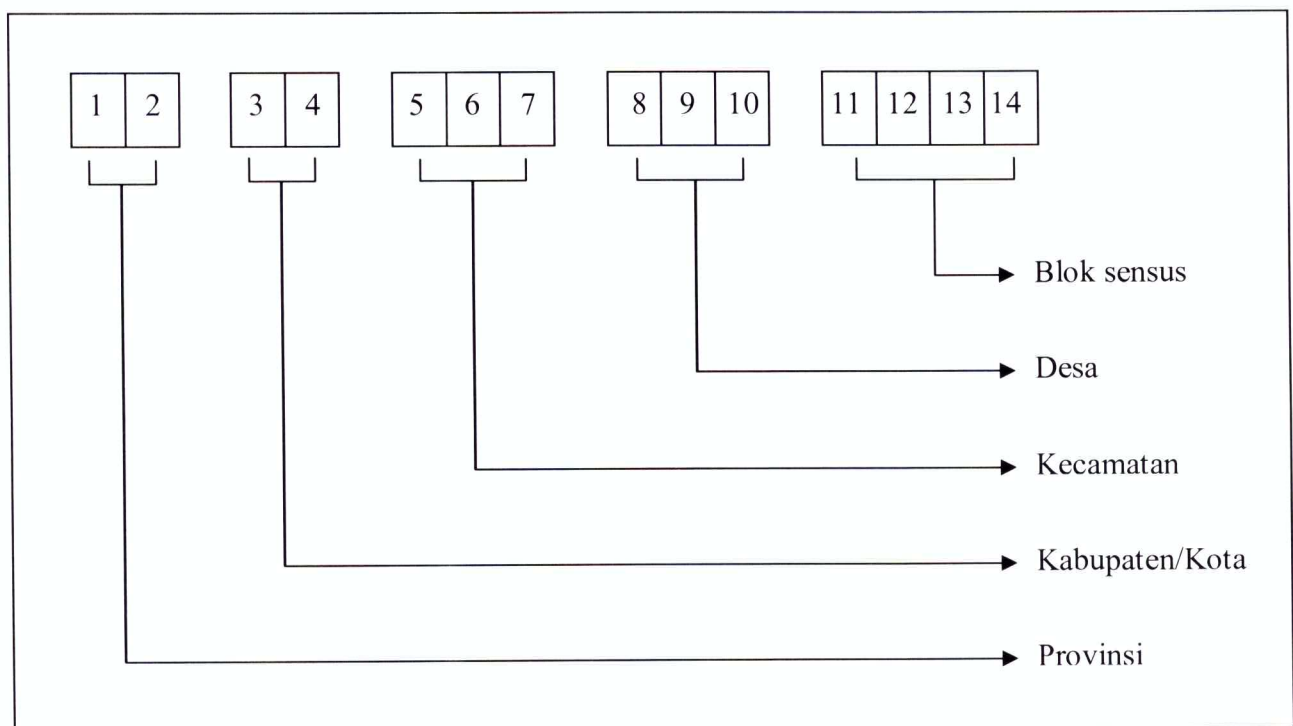 1 2 3 4 5 6 7 8 9 10 11 12 13 14
Blok sensus
Desa
Kecamatan
Kabupaten/Kota
Provinsi